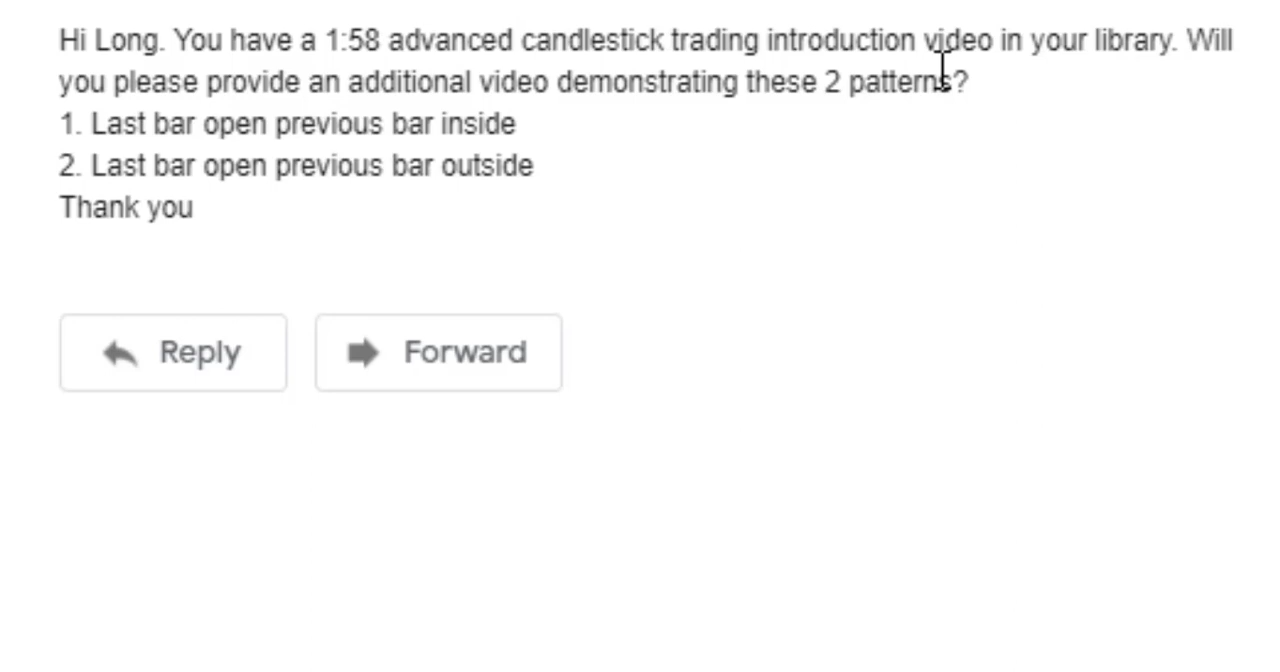 Hi Long. You have a 1:58 advanced candlestick trading introduction video in your library. Will
you please provide an additional video demonstrating these 2 patterns?
1. Last bar open previous bar inside
2. Last bar open previous bar outside
Thank you
Reply
Forward